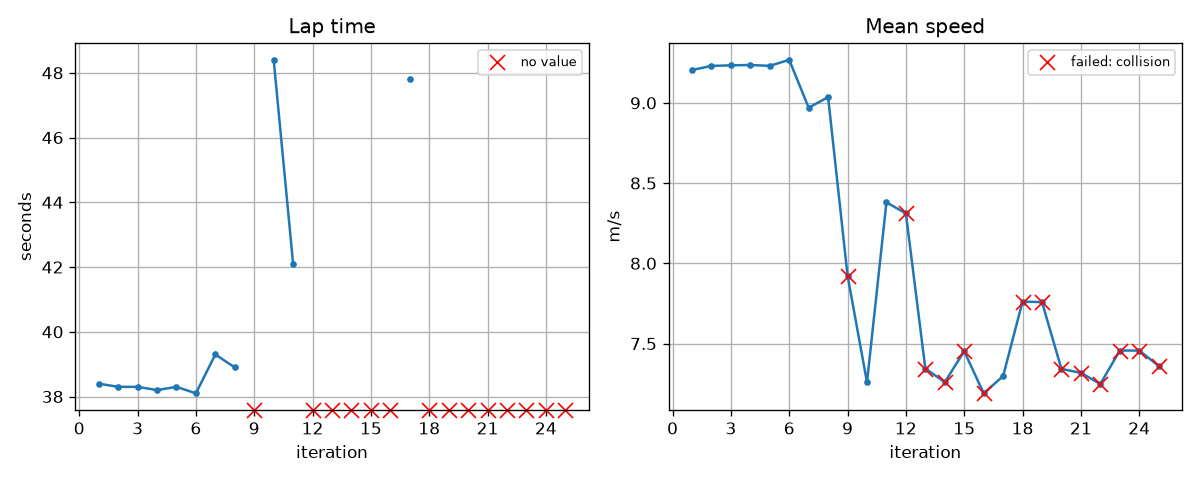 Lap time
no value
48
46
44
42
40
38
seconds
0 3 6 9 12 15 18 21 24
iteration
Mean speed
failed: collision
9.0
8.5
8.0
7.5
m/s
0 3 6 9 12 15 18 21 24
iteration